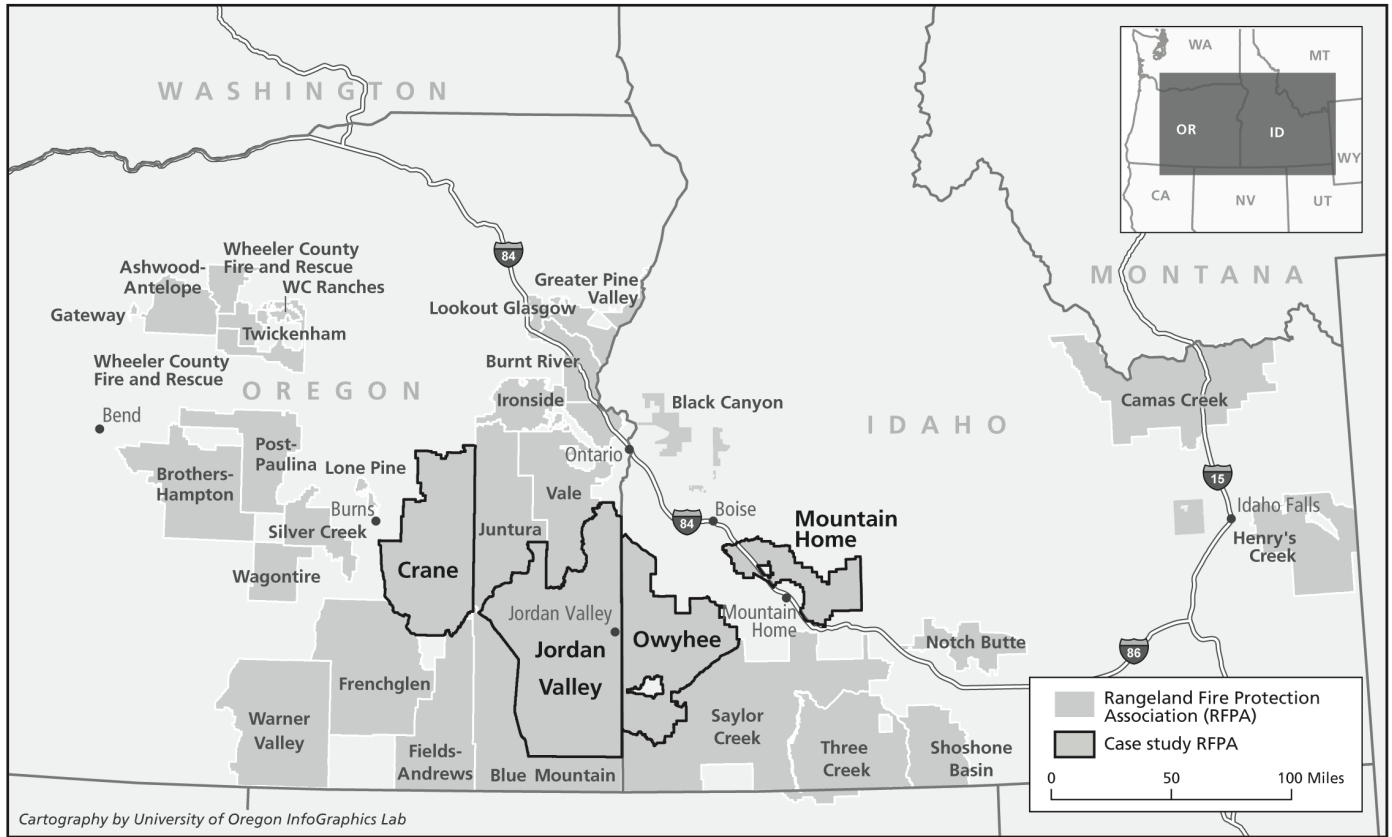 WASHINGTON
WA
MT
OR
ID
WY
CA
NV
UT
MONTANA
84
Wheeler County
Fire and Rescue
WC Ranches
Ashwood-
Antelope
Gateway
Twickenham
Wheeler County
Fire and Rescue
Greater Pine
Valley
Lookout Glasgow
Burnt River
Ironside
OREGON
Bend
Black Canyon
IDAHO
Camas Creek
Post-
Paulina
Brothers-
Hampton
Lone Pine
Burns
Silver Creek
Wagontire
Ontario
Vale
Juntura
Crane
84
Boise
Mountain
Home
Mountain
Home
15
Idaho Falls
Henry's
Creek
Jordan Valley
Jordan
Valley
Owyhee
Notch Butte
86
Frenchglen
Warner
Valley
Fields-
Andrews
Blue Mountain
Saylor
Creek
Three
Creek
Shoshone
Basin
Rangeland Fire Protection
Association (RFPA)
Case study RFPA
0 50 100 Miles
Cartography by University of Oregon InfoGraphics Lab